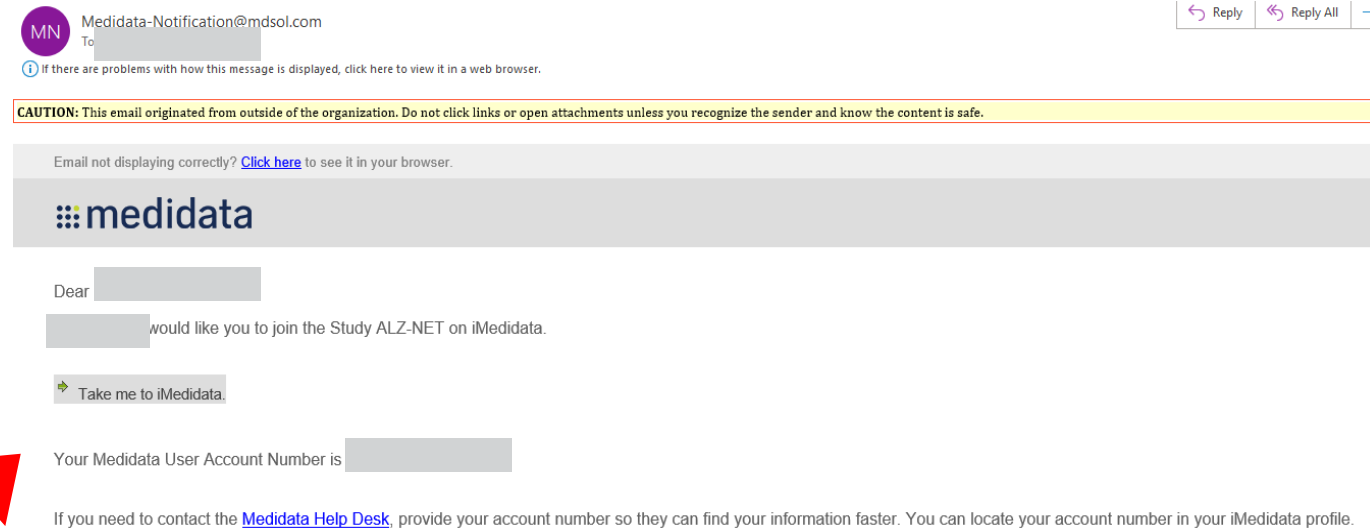 MN
Medidata-Notification@mdsol.com
Reply
Reply All
To
If there are problems with how this message is displayed, click here to view it in a web browser.
CAUTION: This email originated from outside of the organization. Do not click links or open attachments unless you recognize the sender and know the content is safe.
Email not displaying correctly? Click here to see it in your browser.
medidata
Dear
would like you to join the Study ALZ-NET on iMedidata.
Take me to iMedidata.
Your Medidata User Account Number is
If you need to contact the Medidata Help Desk, provide your account number so they can find your information faster. You can locate your account number in your iMedidata profile.